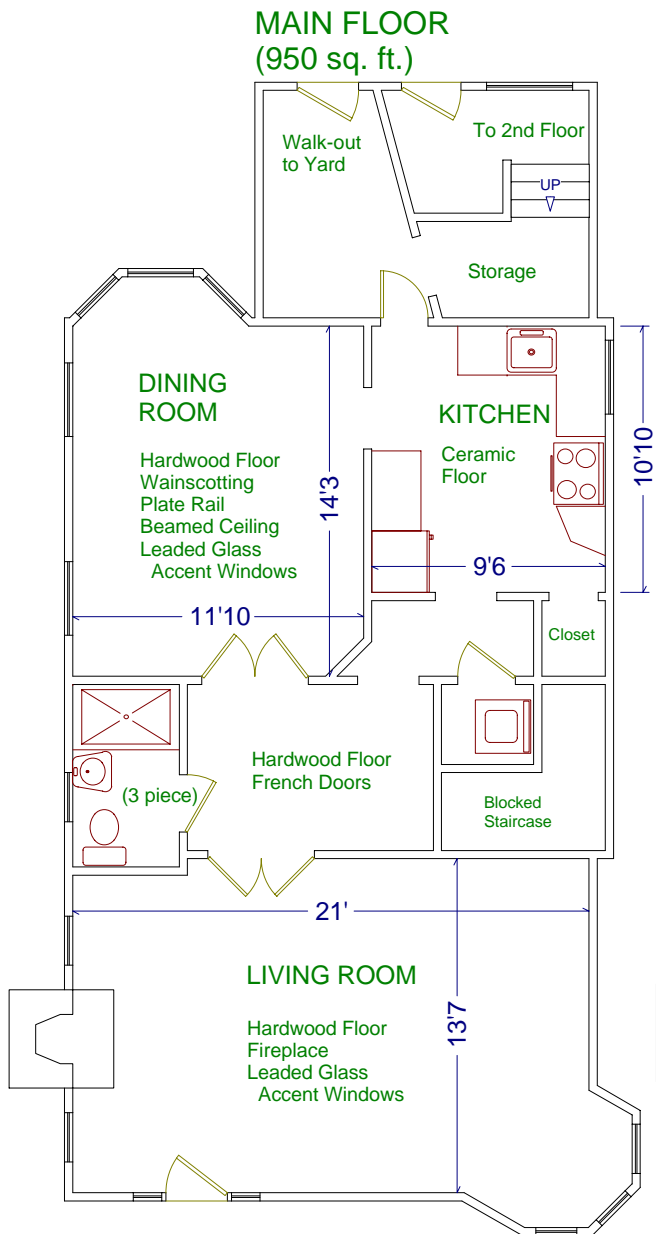 MAIN FLOOR
(950 sq. ft.)
Walk-out
to Yard
To 2nd Floor
UP
Storage
DINING
ROOM
Hardwood Floor
Wainscotting
Plate Rail
Beamed Ceiling
Leaded Glass
Accent Windows
14'3
11'10
KITCHEN
Ceramic
Floor
10'10
9'6
Closet
Hardwood Floor
French Doors
(3 piece)
Blocked
Staircase
21'
LIVING ROOM
Hardwood Floor
Fireplace
Leaded Glass
Accent Windows
13'7